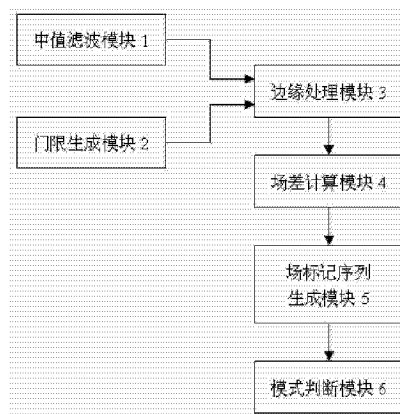 中值滤波模块 1
门限生成模块 2
边缘处理模块 3
场差计算模块 4
场标记序列
生成模块 5
模式判断模块 6